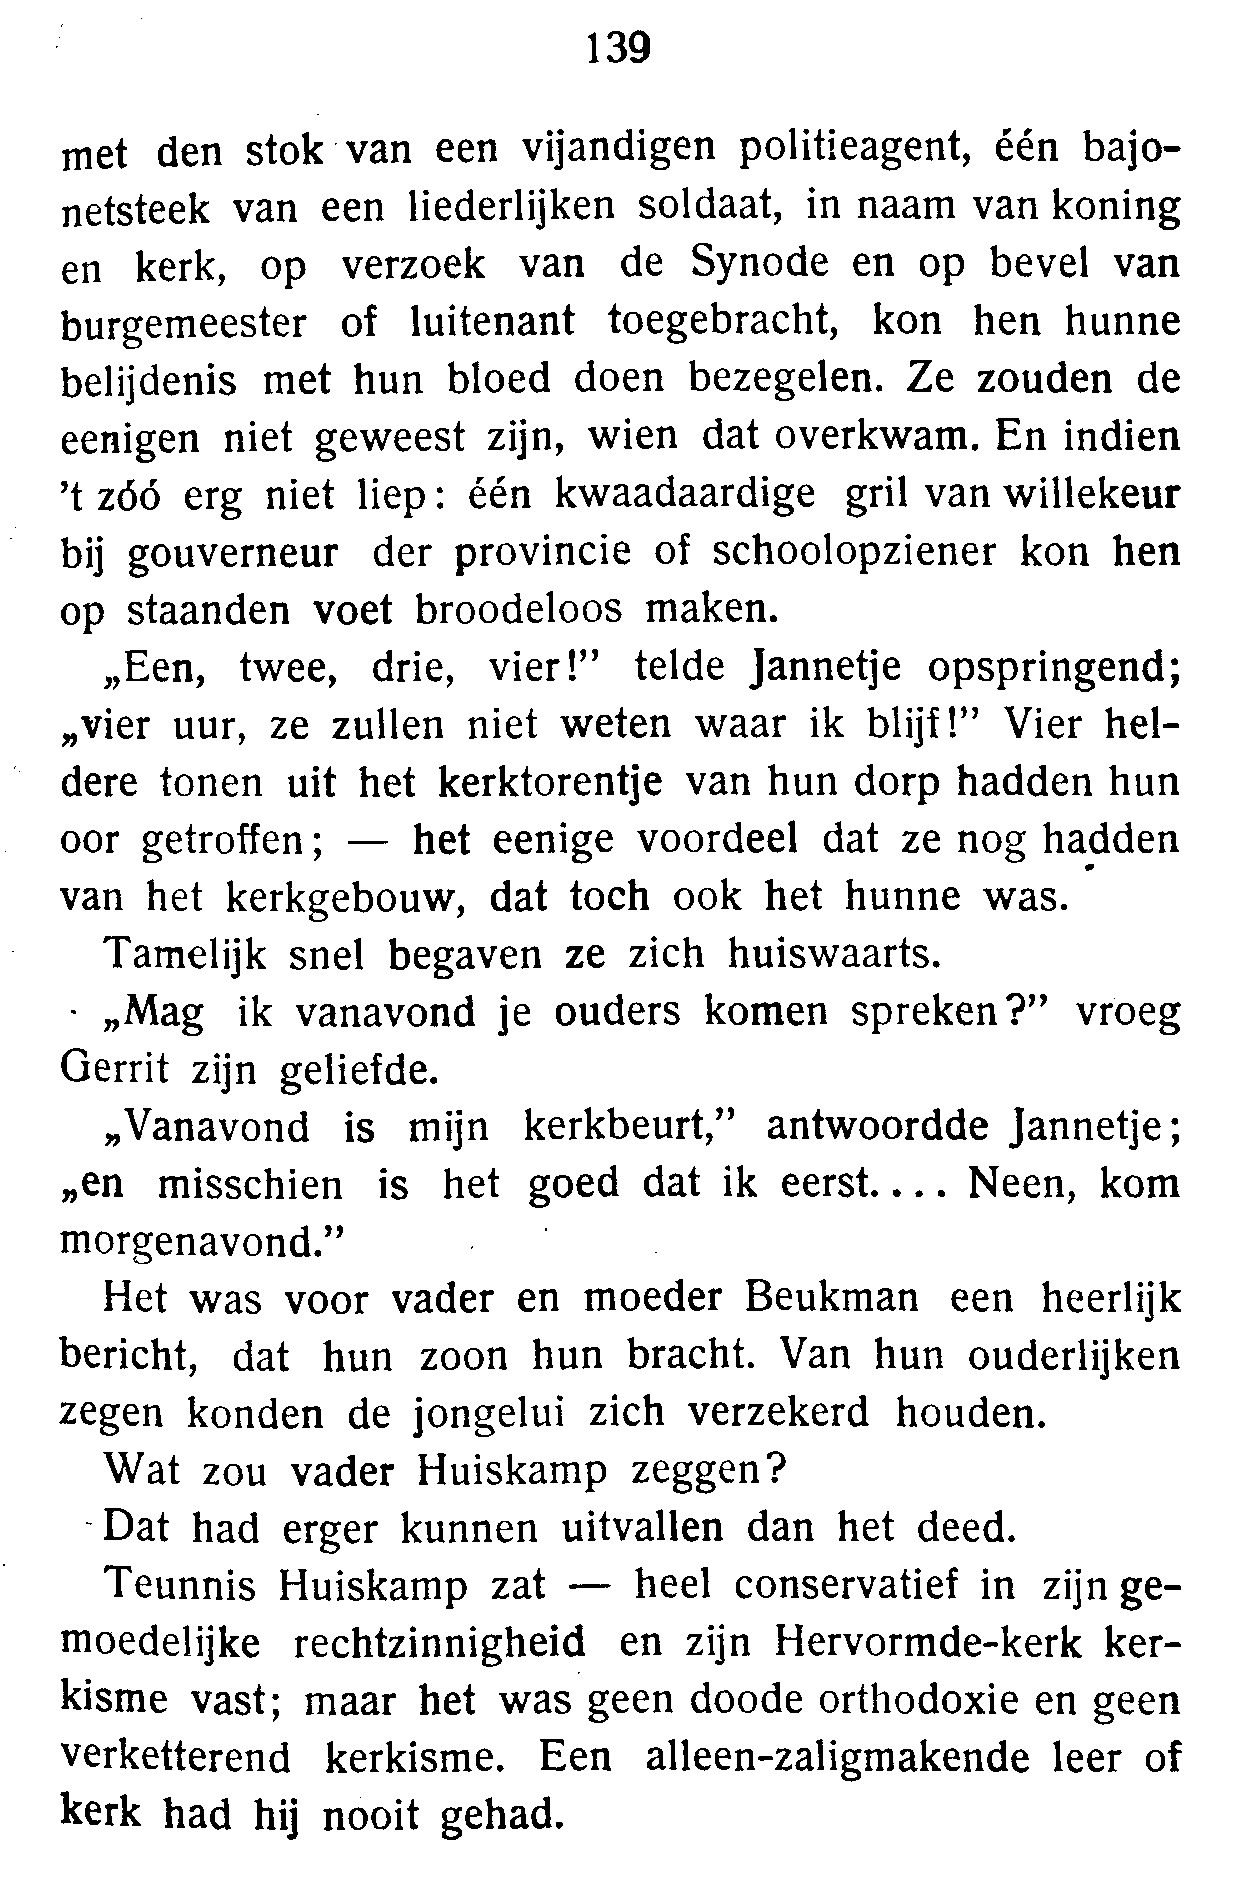 139
met den stok van een vijandigen politieagent, één bajo-
netsteek van een liederlijken soldaat, in naam van koning
en kerk, op verzoek van de Synode en op bevel van
burgemeester of luitenant toegebracht, kon hen hunne
belijdenis met hun bloed doen bezegelen. Ze zouden de
eenigen niet geweest zijn, wien dat overkwam. En indien
’t zóó erg niet liep: één kwaadaardige gril van willekeur
bij gouverneur der provincie of schoolopziener kon hen
op staanden voet broodeloos maken.
„Een, twee, drie, vier!” telde Jannetje opspringend;
„vier uur, ze zullen niet weten waar ik blijf!” Vier hel-
dere tonen uit het kerktorentje van hun dorp hadden hun
oor getroffen; — het eenige voordeel dat ze nog hadden
van het kerkgebouw, dat toch ook het hunne was.
Tamelijk snel begaven ze zich huiswaarts.
„Mag ik vanavond je ouders komen spreken?” vroeg
Gerrit zijn geliefde.
„Vanavond is mijn kerkbeurt,” antwoordde Jannetje;
„en misschien is het goed dat ik eerst.... Neen, kom
morgenavond.”
Het was voor vader en moeder Beukman een heerlijk
bericht, dat hun zoon hun bracht. Van hun ouderlijken
zegen konden de jongelui zich verzekerd houden.
Wat zou vader Huiskamp zeggen?
Dat had erger kunnen uitvallen dan het deed.
Teunnis Huiskamp zat — heel conservatief in zijn ge-
moedelijke rechtzinnigheid en zijn Hervormde-kerk ker-
kisme vast; maar het was geen doode orthodoxie en geen
verketterend kerkisme. Een alleen-zaligmakende leer of
kerk had hij nooit gehad.